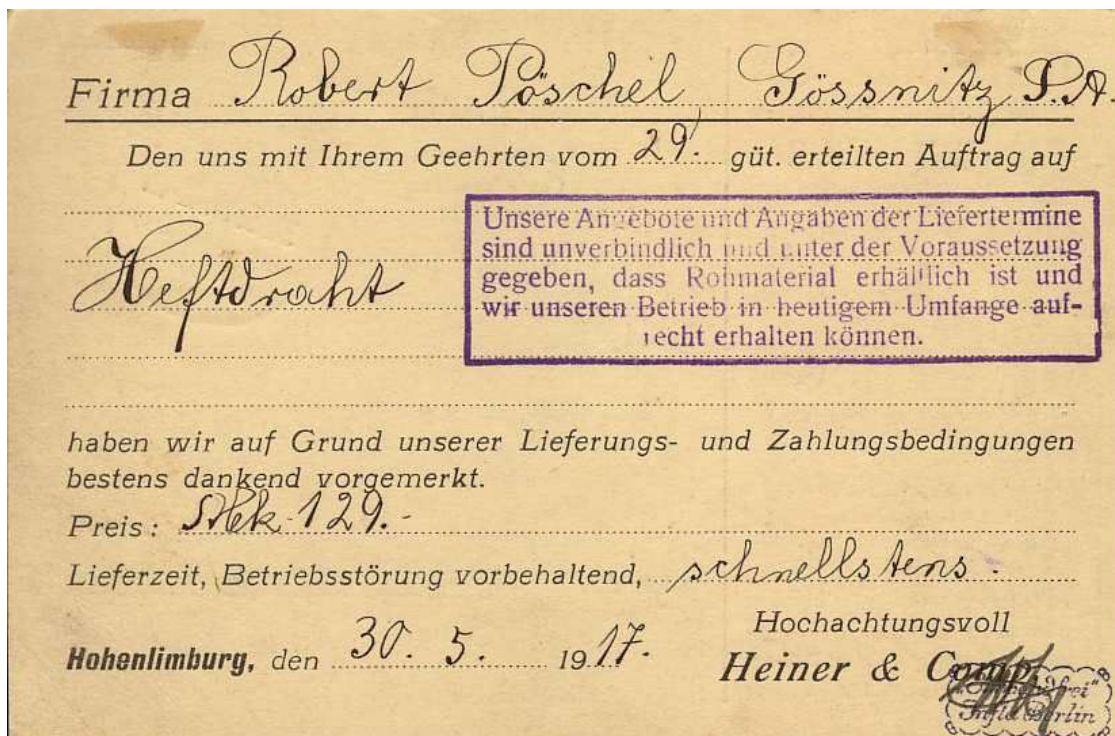 Firma Robert Pöschel, Gössnitz S.A.
Den uns mit Ihrem Geehrten vom 29. güt. erteilten Auftrag auf
Heftdraht
Unsere Angebote und Angaben der Liefertermine
sind unverbindlich und unter der Voraussetzung
gegeben, dass Rohmaterial erhältlich ist und
wir unseren Betrieb in heutigem Umfange auf-
recht erhalten können.
haben wir auf Grund unserer Lieferungs- und Zahlungsbedingungen
bestens dankend vorgemerkt.
Preis: Mk 129.-
Lieferzeit, Betriebsstörung vorbehaltend, schnellstens.
Hochachtungsvoll
Hohenlimburg, den 30. 5. 1917.
Heiner & Comp.
Berlin